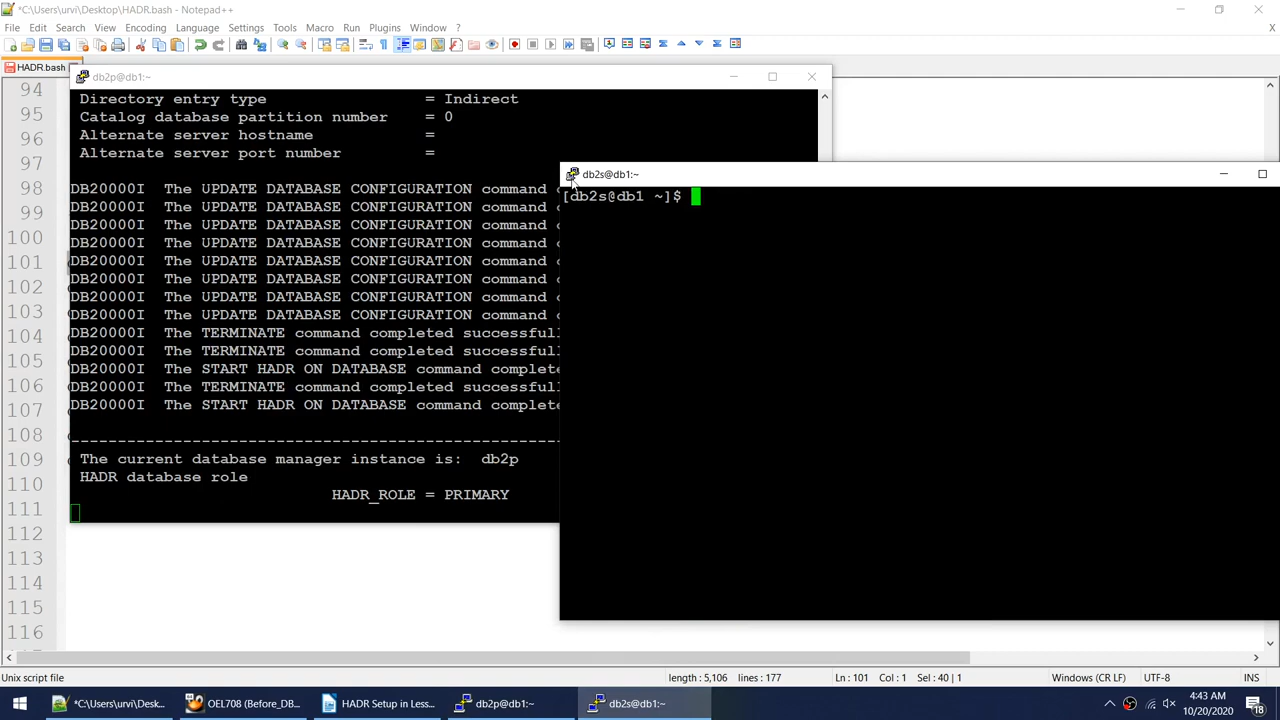 *C:\Users\urvi\Desktop\HADR.bash - Notepad++
File Edit Search View Encoding Language Settings Tools Macro Run Plugins Window ?
X
HADR.bash
94
95
96
97
98
99
100
101
102
103
104
105
106
107
108
109
110
111
112
113
114
115
116
db2p@db1:~
Directory entry type = Indirect
Catalog database partition number = 0
Alternate server hostname =
Alternate server port number =
DB20000I The UPDATE DATABASE CONFIGURATION command
DB20000I The UPDATE DATABASE CONFIGURATION command
DB20000I The UPDATE DATABASE CONFIGURATION command
DB20000I The UPDATE DATABASE CONFIGURATION command
DB20000I The UPDATE DATABASE CONFIGURATION command
DB20000I The UPDATE DATABASE CONFIGURATION command
DB20000I The UPDATE DATABASE CONFIGURATION command
DB20000I The UPDATE DATABASE CONFIGURATION command
DB20000I The TERMINATE command completed successfull
DB20000I The TERMINATE command completed successfull
DB20000I The START HADR ON DATABASE command complete
DB20000I The TERMINATE command completed successfull
DB20000I The START HADR ON DATABASE command complete
-----------------------------------------------------
The current database manager instance is: db2p
HADR database role
HADR_ROLE = PRIMARY
db2s@db1:~
[db2s@db1 ~]$
Unix script file length : 5,106 lines : 177 Ln : 101 Col : 1 Sel : 40 | 1 Windows (CR LF) UTF-8 INS
*C:\Users\urvi\Deskt... OEL708 (Before_DB... HADR Setup in Less... db2p@db1:~ db2s@db1:~
4:43 AM
10/20/2020
18